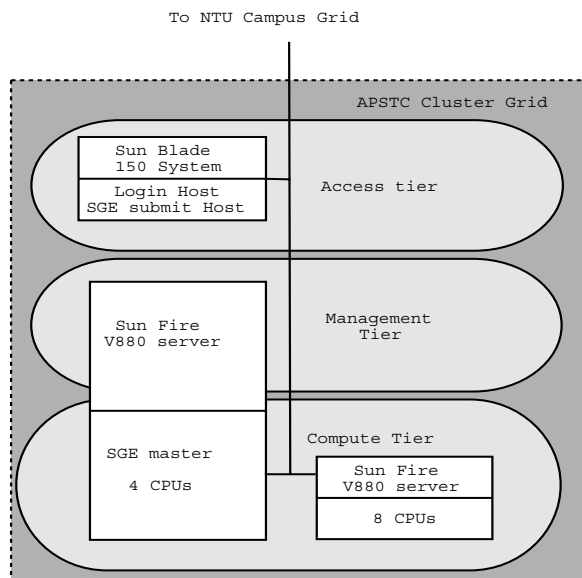 To NTU Campus Grid
APSTC Cluster Grid
Sun Blade
150 System
Login Host
SGE submit Host
Access tier
Sun Fire
V880 server
Management
Tier
Compute Tier
SGE master
4 CPUs
Sun Fire
V880 server
8 CPUs